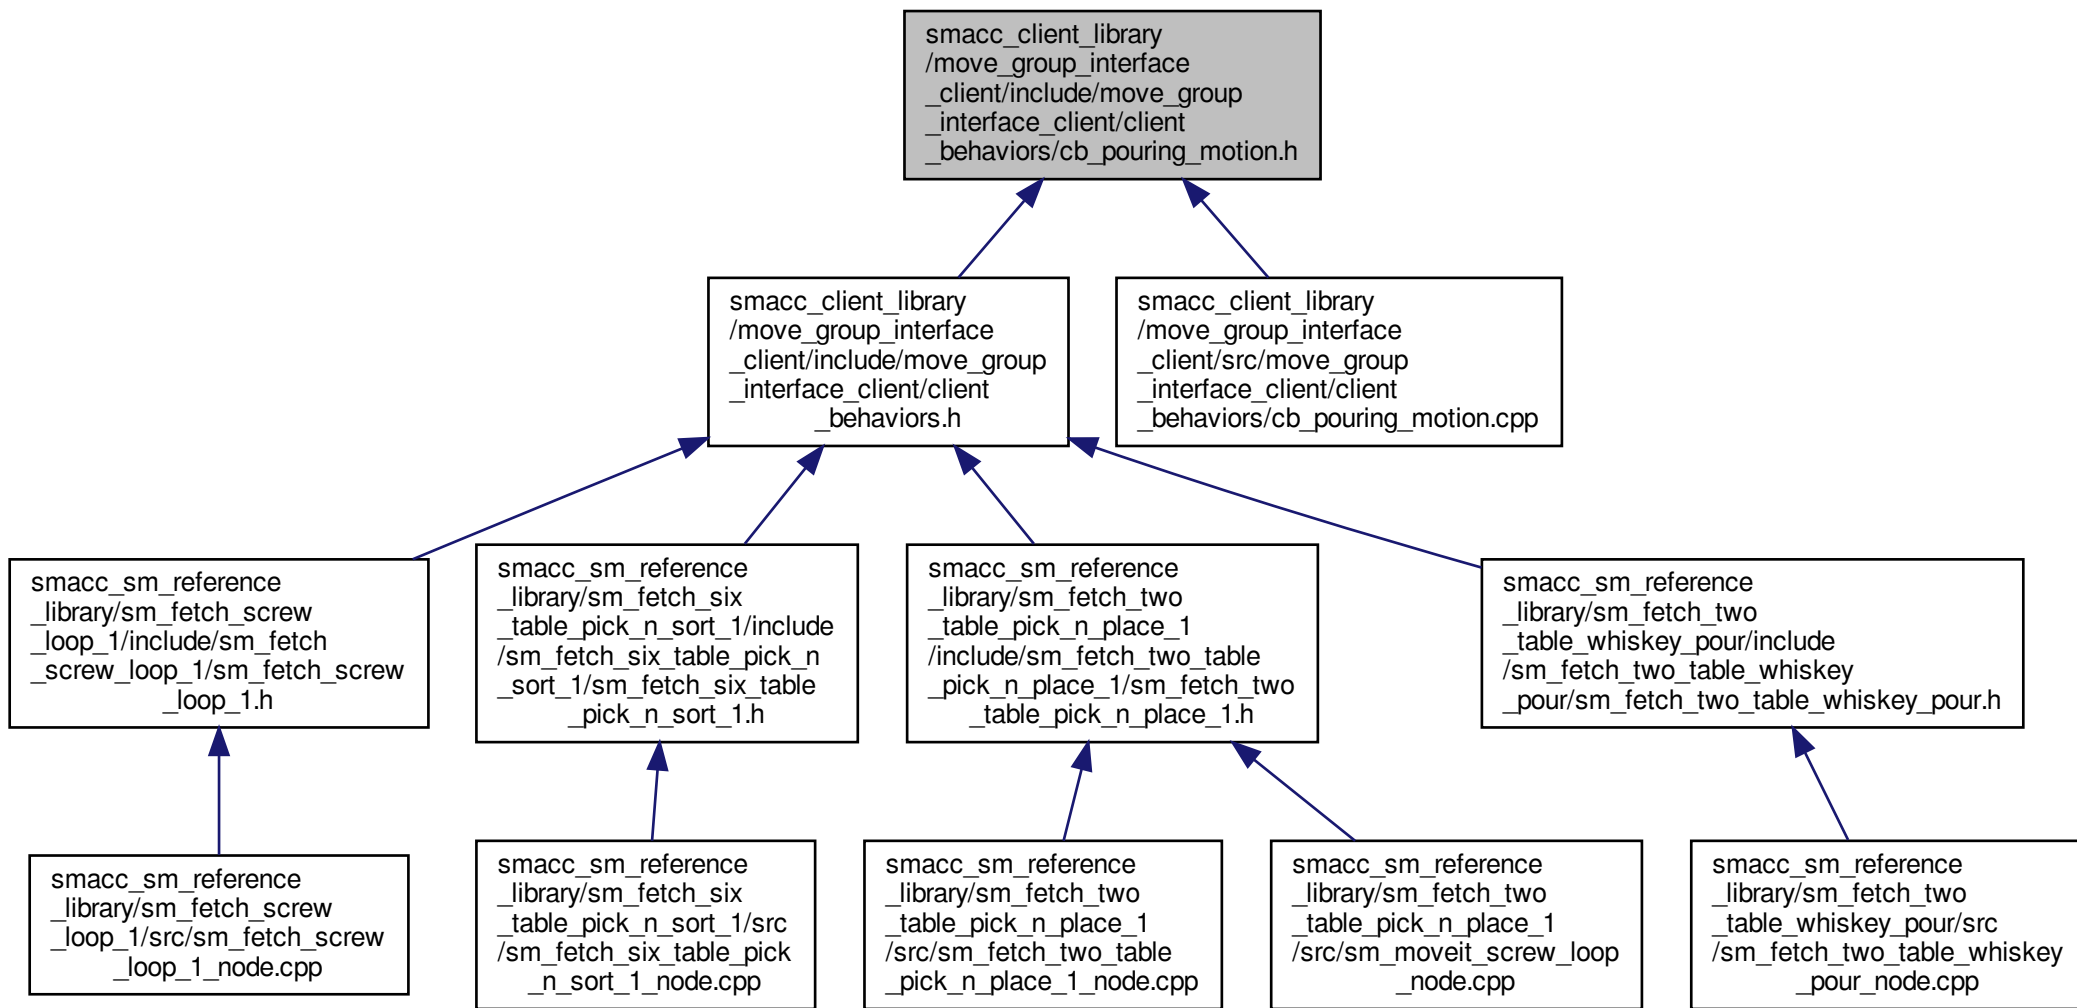 smacc_client_library
/move_group_interface
_client/include/move_group
_interface_client/client
_behaviors/cb_pouring_motion.h
smacc_client_library
/move_group_interface
_client/include/move_group
_interface_client/client
_behaviors.h
smacc_client_library
/move_group_interface
_client/src/move_group
_interface_client/client
_behaviors/cb_pouring_motion.cpp
smacc_sm_reference
_library/sm_fetch_screw
_loop_1/include/sm_fetch
_screw_loop_1/sm_fetch_screw
_loop_1.h
smacc_sm_reference
_library/sm_fetch_six
_table_pick_n_sort_1/include
/sm_fetch_six_table_pick_n
_sort_1/sm_fetch_six_table
_pick_n_sort_1.h
smacc_sm_reference
_library/sm_fetch_two
_table_pick_n_place_1
/include/sm_fetch_two_table
_pick_n_place_1/sm_fetch_two
_table_pick_n_place_1.h
smacc_sm_reference
_library/sm_fetch_two
_table_whiskey_pour/include
/sm_fetch_two_table_whiskey
_pour/sm_fetch_two_table_whiskey_pour.h
smacc_sm_reference
_library/sm_fetch_screw
_loop_1/src/sm_fetch_screw
_loop_1_node.cpp
smacc_sm_reference
_library/sm_fetch_six
_table_pick_n_sort_1/src
/sm_fetch_six_table_pick
_n_sort_1_node.cpp
smacc_sm_reference
_library/sm_fetch_two
_table_pick_n_place_1
/src/sm_fetch_two_table
_pick_n_place_1_node.cpp
smacc_sm_reference
_library/sm_fetch_two
_table_pick_n_place_1
/src/sm_moveit_screw_loop
_node.cpp
smacc_sm_reference
_library/sm_fetch_two
_table_whiskey_pour/src
/sm_fetch_two_table_whiskey
_pour_node.cpp